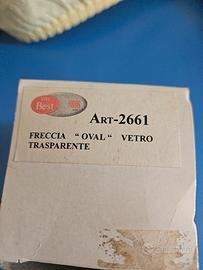 Best
ART-2661
FRECCIA "OVAL" VETRO
TRASPARENTE